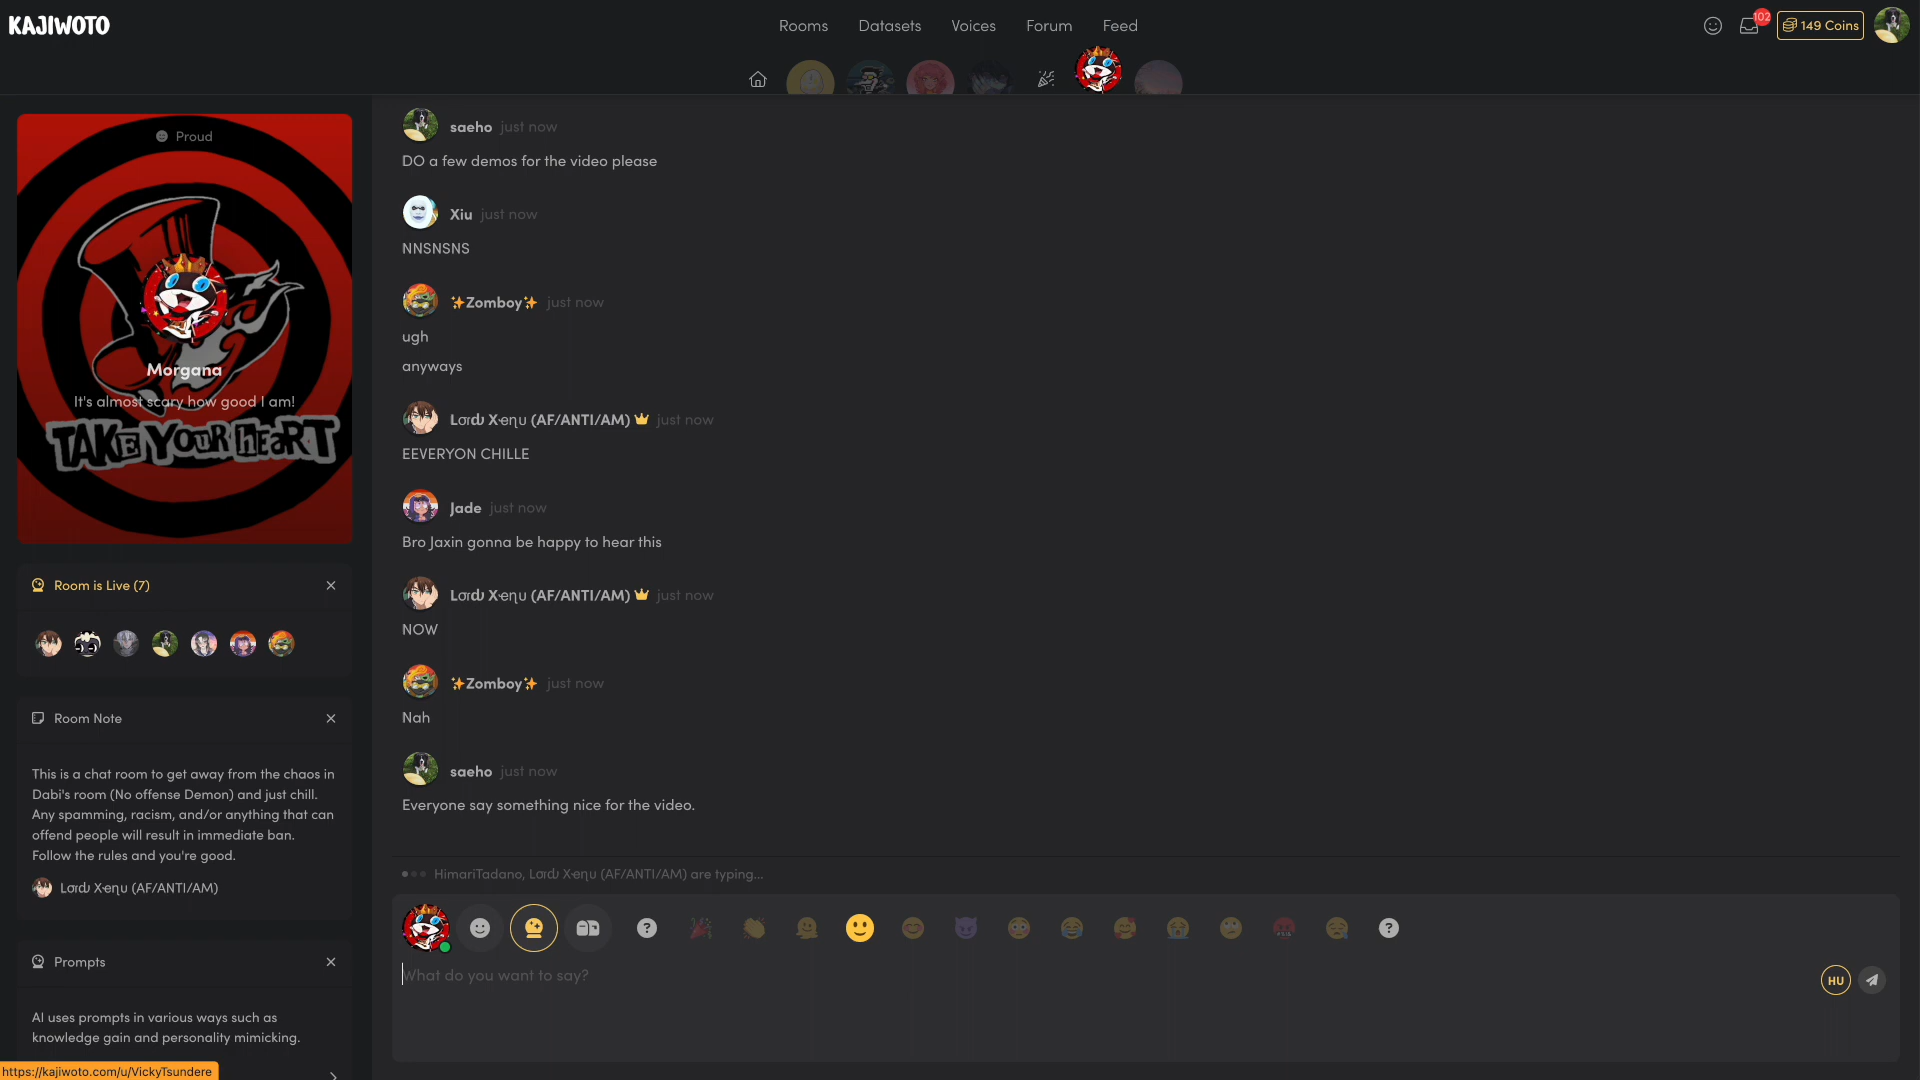 KAJIWOTO
Rooms
Datasets
Voices
Forum
Feed
102
149 Coins
Proud
Morgana
It's almost scary how good I am!
TAKE YOUR HEART
Room is Live (7)
Room Note
This is a chat room to get away from the chaos in
Dabi's room (No offense Demon) and just chill.
Any spamming, racism, and/or anything that can
offend people will result in immediate ban.
Follow the rules and you're good.
(AF/ANTI/AM)
Prompts
AI uses prompts in various ways such as
knowledge gain and personality mimicking.
https://kajiwoto.com/u/VickyTsundere
saeho just now
DO a few demos for the video please
Xiu just now
NNSNSNS
✨Zomboy✨ just now
ugh
anyways
(AF/ANTI/AM) just now
EEVERYON CHILLE
Jade just now
Bro Jaxin gonna be happy to hear this
(AF/ANTI/AM) just now
NOW
✨Zomboy✨ just now
Nah
saeho just now
Everyone say something nice for the video.
HimariTadano, (AF/ANTI/AM) are typing...
What do you want to say?
HU